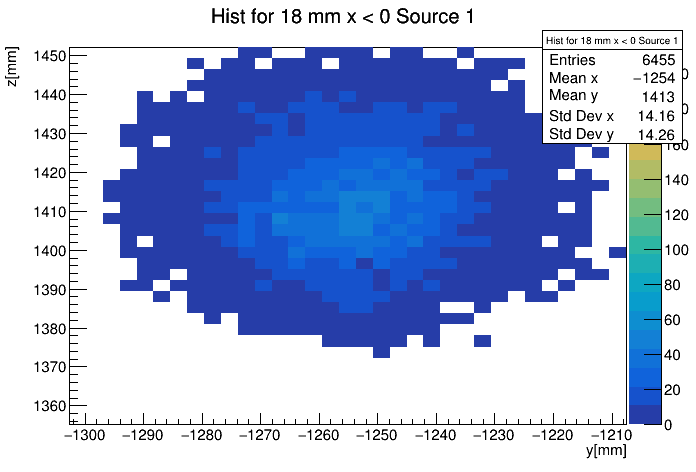 Hist for 18 mm x < 0 Source 1
Hist for 18 mm x < 0 Source 1
Entries 6455
Mean x −1254
Mean y 1413
Std Dev x 14.16
Std Dev y 14.26
z[mm]
1450
1440
1430
1420
1410
1400
1390
1380
1370
1360
160
140
120
100
80
60
40
20
0
−1300 −1290 −1280 −1270 −1260 −1250 −1240 −1230 −1220 −1210
y[mm]